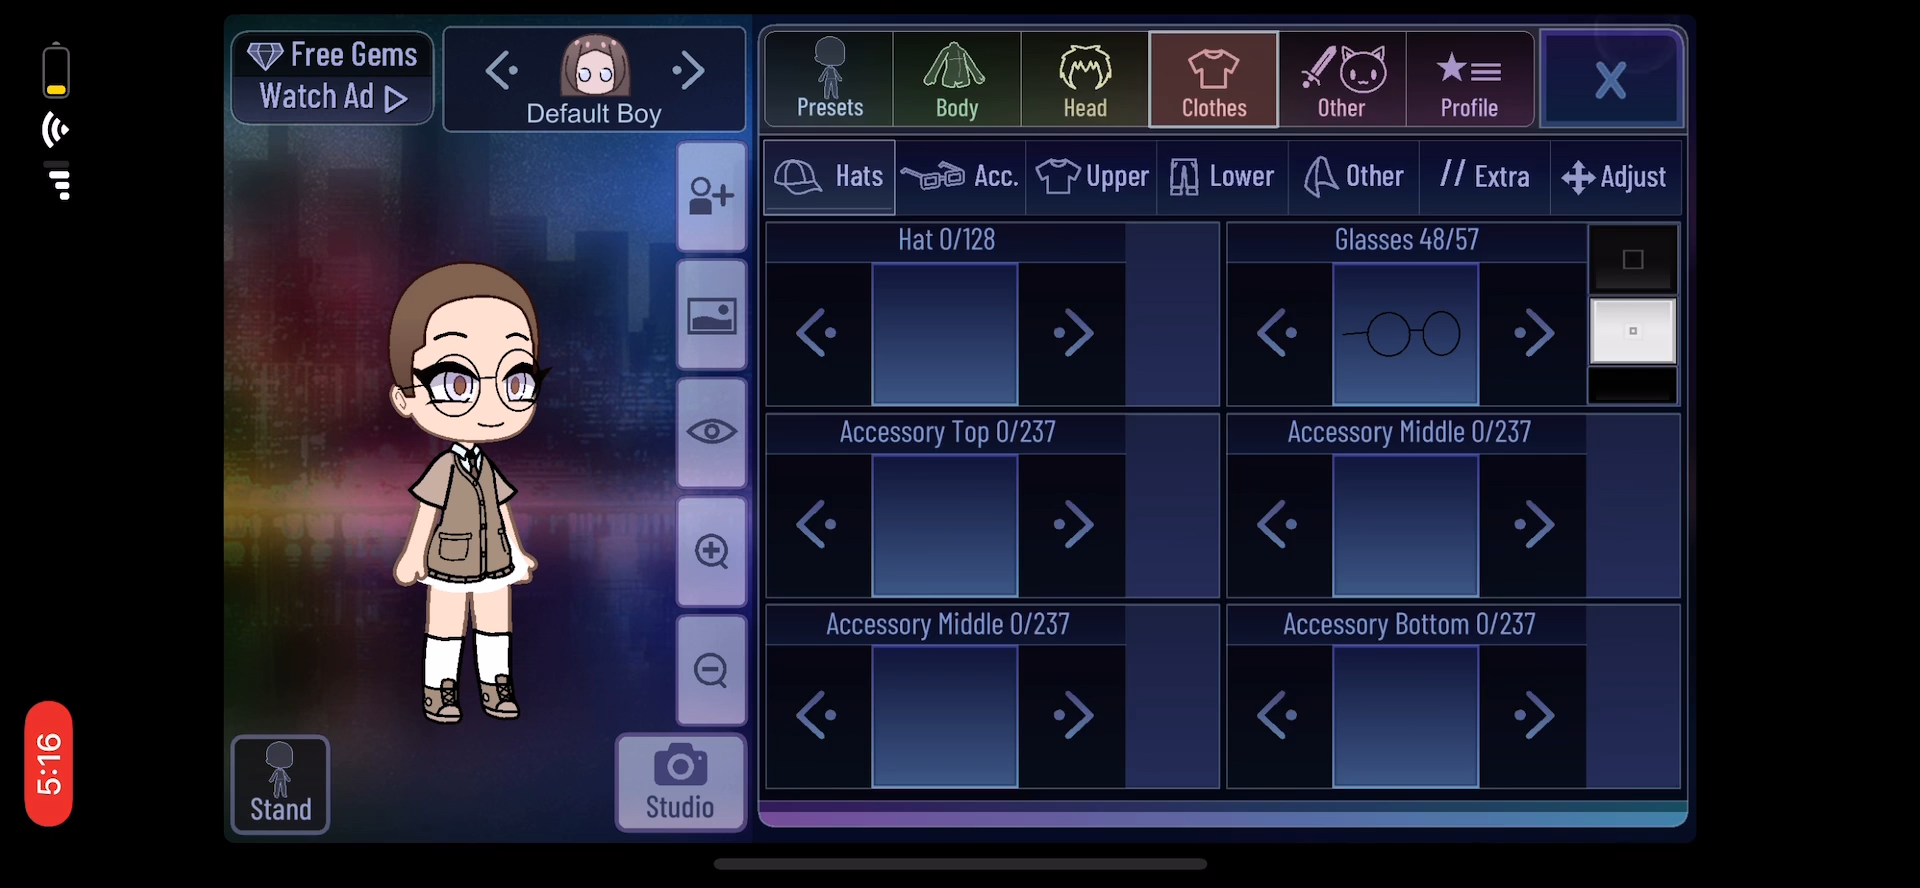 Free Gems
Watch Ad
Default Boy
Presets
Body
Head
Clothes
Other
Profile
X
Hats
Acc.
Upper
Lower
Other
// Extra
Adjust
Hat 0/128
Glasses 48/57
Accessory Top 0/237
Accessory Middle 0/237
Accessory Middle 0/237
Accessory Bottom 0/237
Stand
Studio
5:16